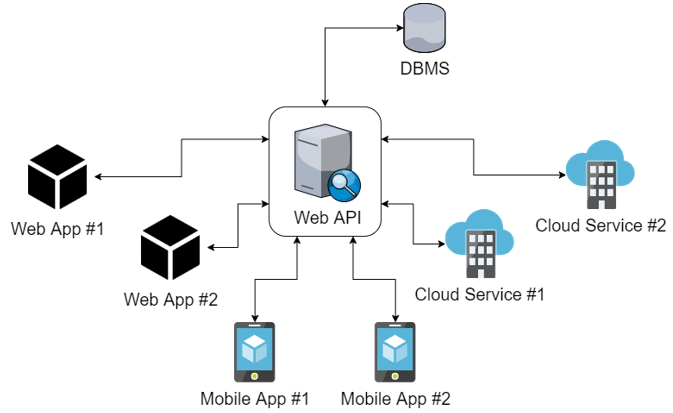 DBMS
Web App #1
Web API
Cloud Service #2
Web App #2
Cloud Service #1
Mobile App #1
Mobile App #2